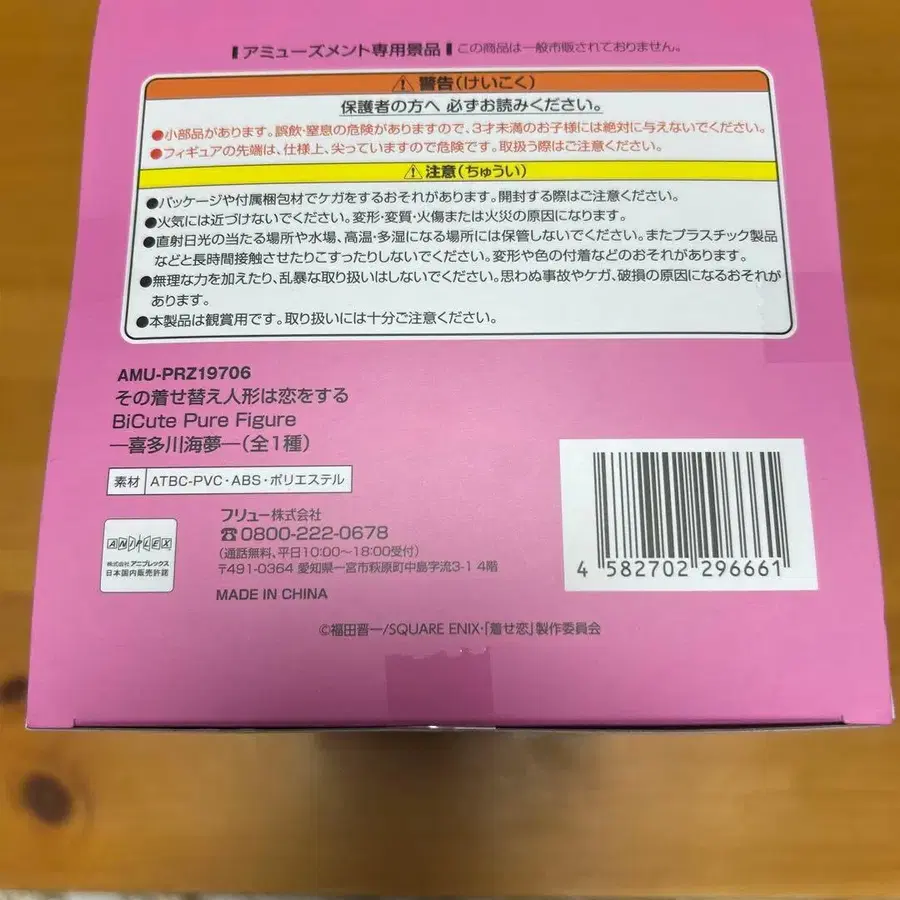 アミューズメント専用景品 この商品は一般市販されておりません。
⚠警告(けいこく)
保護者の方へ 必ずお読みください。
●小部品があります。誤飲・窒息の危険がありますので、3才未満のお子様には絶対に与えないでください。
●フィギュアの先端は、仕様上、尖っていますので危険です。取扱う際はご注意ください。
⚠注意(ちゅうい)
●パッケージや付属梱包材でケガをするおそれがあります。開封する際はご注意ください。
●火気には近づけないでください。変形・変質・火傷または火災の原因になります。
●直射日光の当たる場所や水場、高温・多湿になる場所には保管しないでください。またプラスチック製品
などと長時間接触させたりこすったりしないでください。変形や色の付着などのおそれがあります。
●無理な力を加えたり、乱暴な取り扱いはしないでください。思わぬ事故やケガ、破損の原因になるおそれが
あります。
●本製品は観賞用です。取り扱いには十分ご注意ください。
AMU-PRZ19706
その着せ替え人形は恋をする
BiCute Pure Figure
―喜多川海夢―(全1種)
素材 ATBC-PVC・ABS・ポリエステル
フリュー株式会社
☎0800-222-0678
(通話無料、平日10:00〜18:00受付)
〒491-0364 愛知県一宮市萩原町中島字流3-1 4階
MADE IN CHINA
ANIPLEX
株式会社 アニプレックス
日本国内販売許諾
4 582702 296661
©福田晋一/SQUARE ENIX・「着せ恋」製作委員会